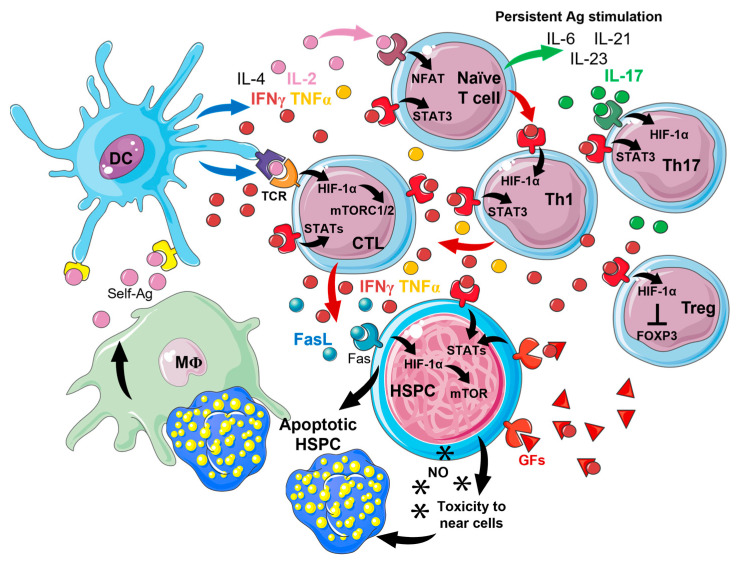 Persistent Ag stimulation
IL-6 IL-21
IL-23
IL-17
IL-4 IL-2
IFNγ TNFα
NFAT
Naïve
T cell
STAT3
DC
TCR
HIF-1α
mTORC1/2
STATs
CTL
HIF-1α
STAT3
Th1
HIF-1α
STAT3
Th17
HIF-1α
FOXP3
Treg
Self-Ag
MΦ
IFNγ TNFα
FasL
Fas
STATs
HIF-1α
HSPC
mTOR
GFs
Apoptotic
HSPC
NO
Toxicity to
near cells